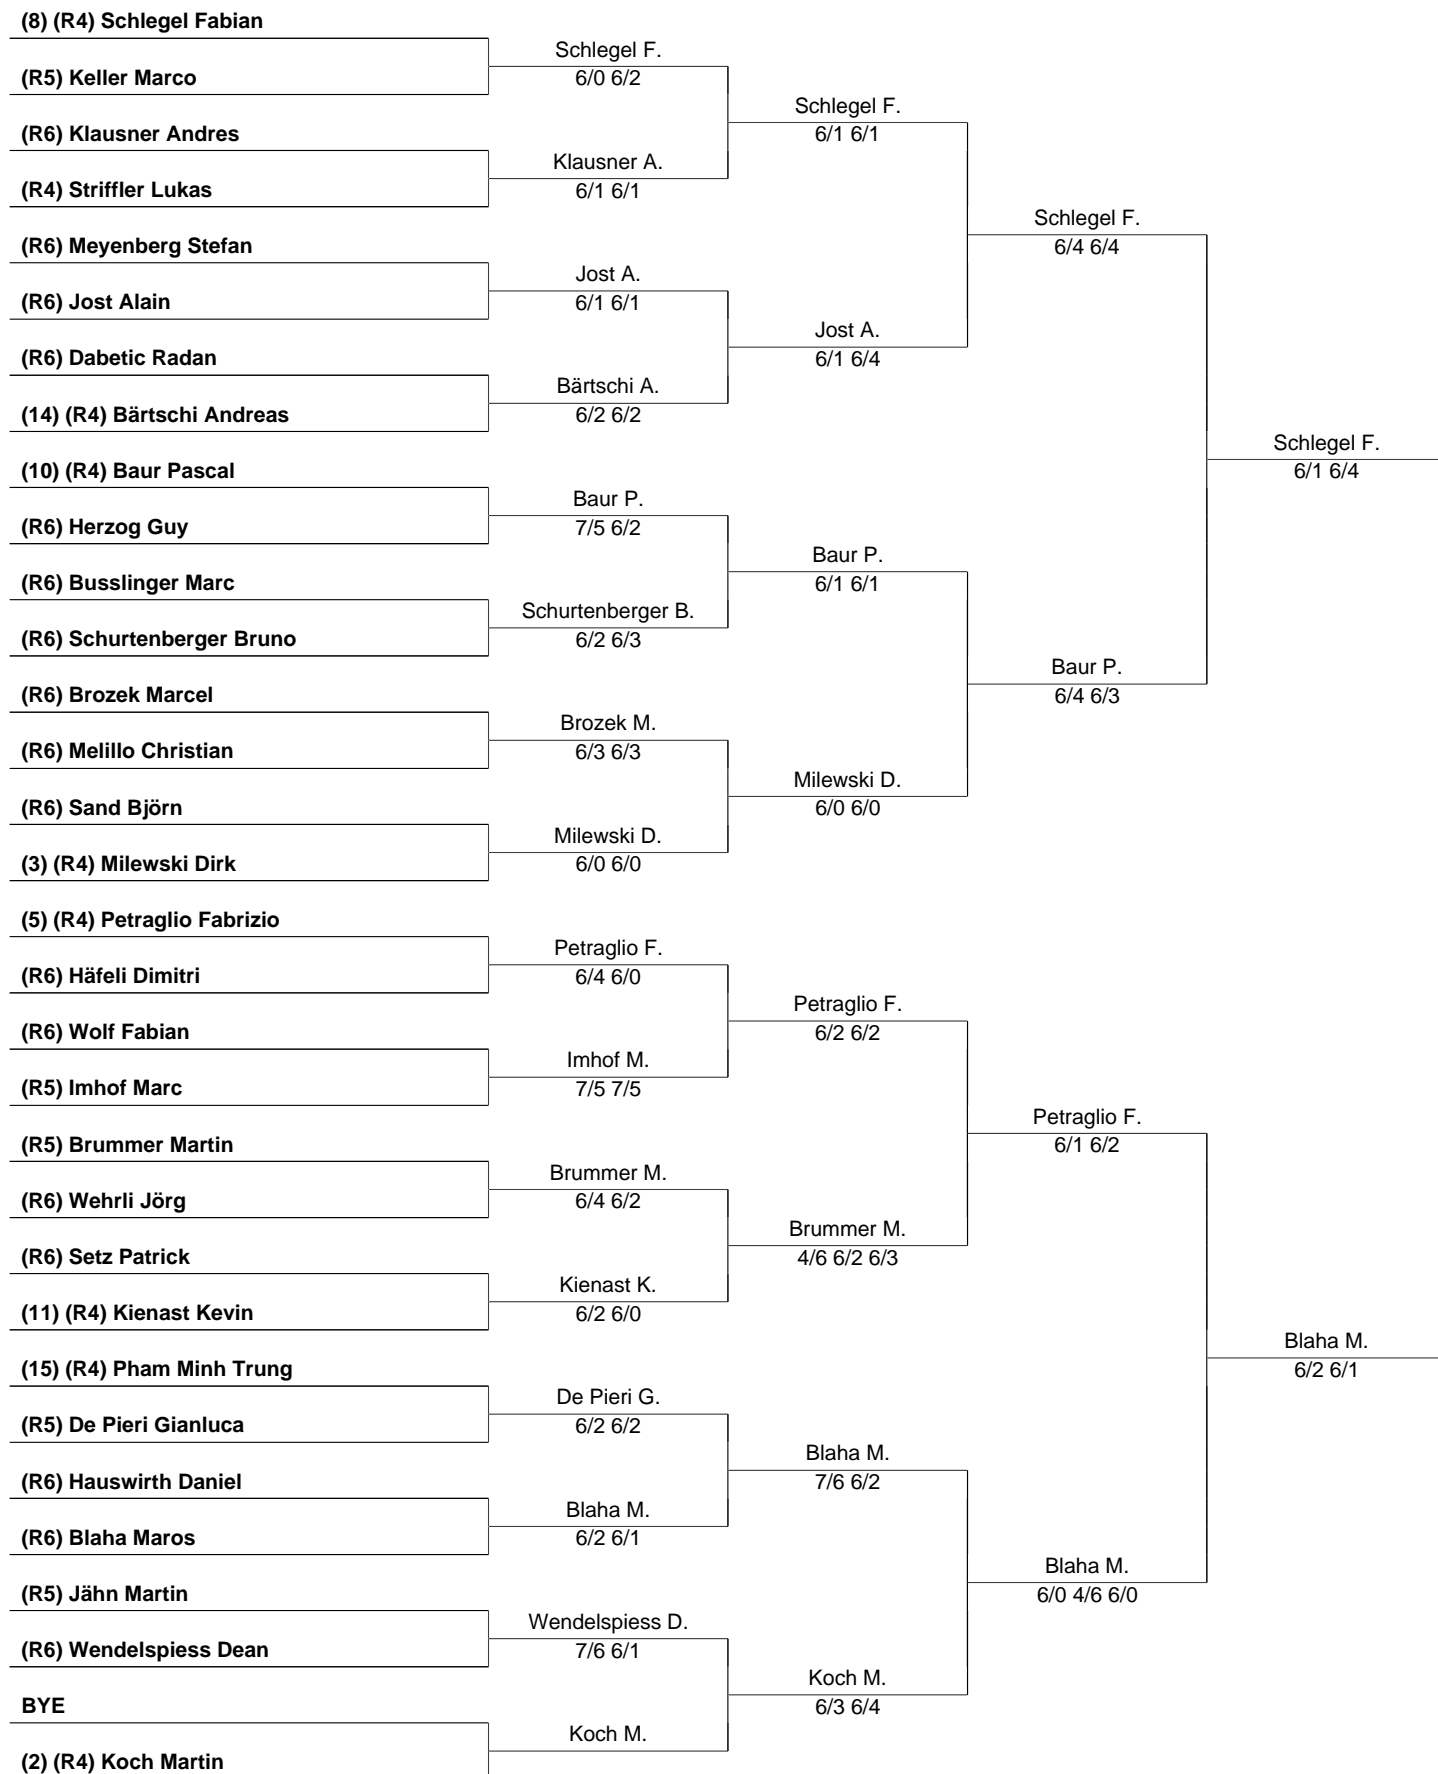 (8) (R4) Schlegel Fabian
Schlegel F.
(R5) Keller Marco
6/0 6/2
Schlegel F.
(R6) Klausner Andres
6/1 6/1
Klausner A.
(R4) Striffler Lukas
6/1 6/1
Schlegel F.
(R6) Meyenberg Stefan
6/4 6/4
Jost A.
(R6) Jost Alain
6/1 6/1
Jost A.
(R6) Dabetic Radan
6/1 6/4
Bärtschi A.
(14) (R4) Bärtschi Andreas
6/2 6/2
Schlegel F.
(10) (R4) Baur Pascal
6/1 6/4
Baur P.
(R6) Herzog Guy
7/5 6/2
Baur P.
(R6) Busslinger Marc
6/1 6/1
Schurtenberger B.
(R6) Schurtenberger Bruno
6/2 6/3
Baur P.
(R6) Brozek Marcel
6/4 6/3
Brozek M.
(R6) Melillo Christian
6/3 6/3
Milewski D.
(R6) Sand Björn
6/0 6/0
Milewski D.
(3) (R4) Milewski Dirk
6/0 6/0
(5) (R4) Petraglio Fabrizio
Petraglio F.
(R6) Häfeli Dimitri
6/4 6/0
Petraglio F.
(R6) Wolf Fabian
6/2 6/2
Imhof M.
(R5) Imhof Marc
7/5 7/5
Petraglio F.
(R5) Brummer Martin
6/1 6/2
Brummer M.
(R6) Wehrli Jörg
6/4 6/2
Brummer M.
(R6) Setz Patrick
4/6 6/2 6/3
Kienast K.
(11) (R4) Kienast Kevin
6/2 6/0
Blaha M.
(15) (R4) Pham Minh Trung
6/2 6/1
De Pieri G.
(R5) De Pieri Gianluca
6/2 6/2
Blaha M.
(R6) Hauswirth Daniel
7/6 6/2
Blaha M.
(R6) Blaha Maros
6/2 6/1
Blaha M.
(R5) Jähn Martin
6/0 4/6 6/0
Wendelspiess D.
(R6) Wendelspiess Dean
7/6 6/1
Koch M.
BYE
6/3 6/4
Koch M.
(2) (R4) Koch Martin